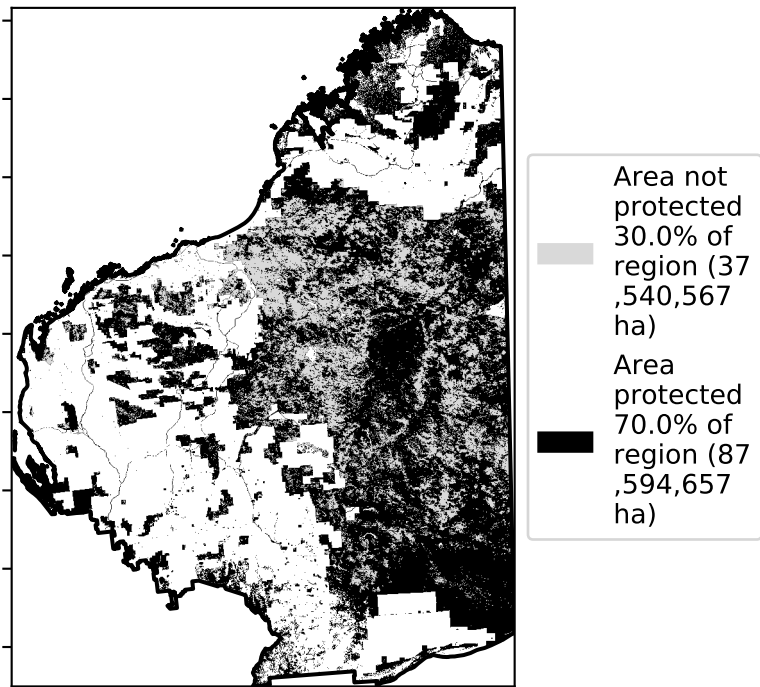 Area not
protected
30.0% of
region (37
,540,567
ha)
Area
protected
70.0% of
region (87
,594,657
ha)